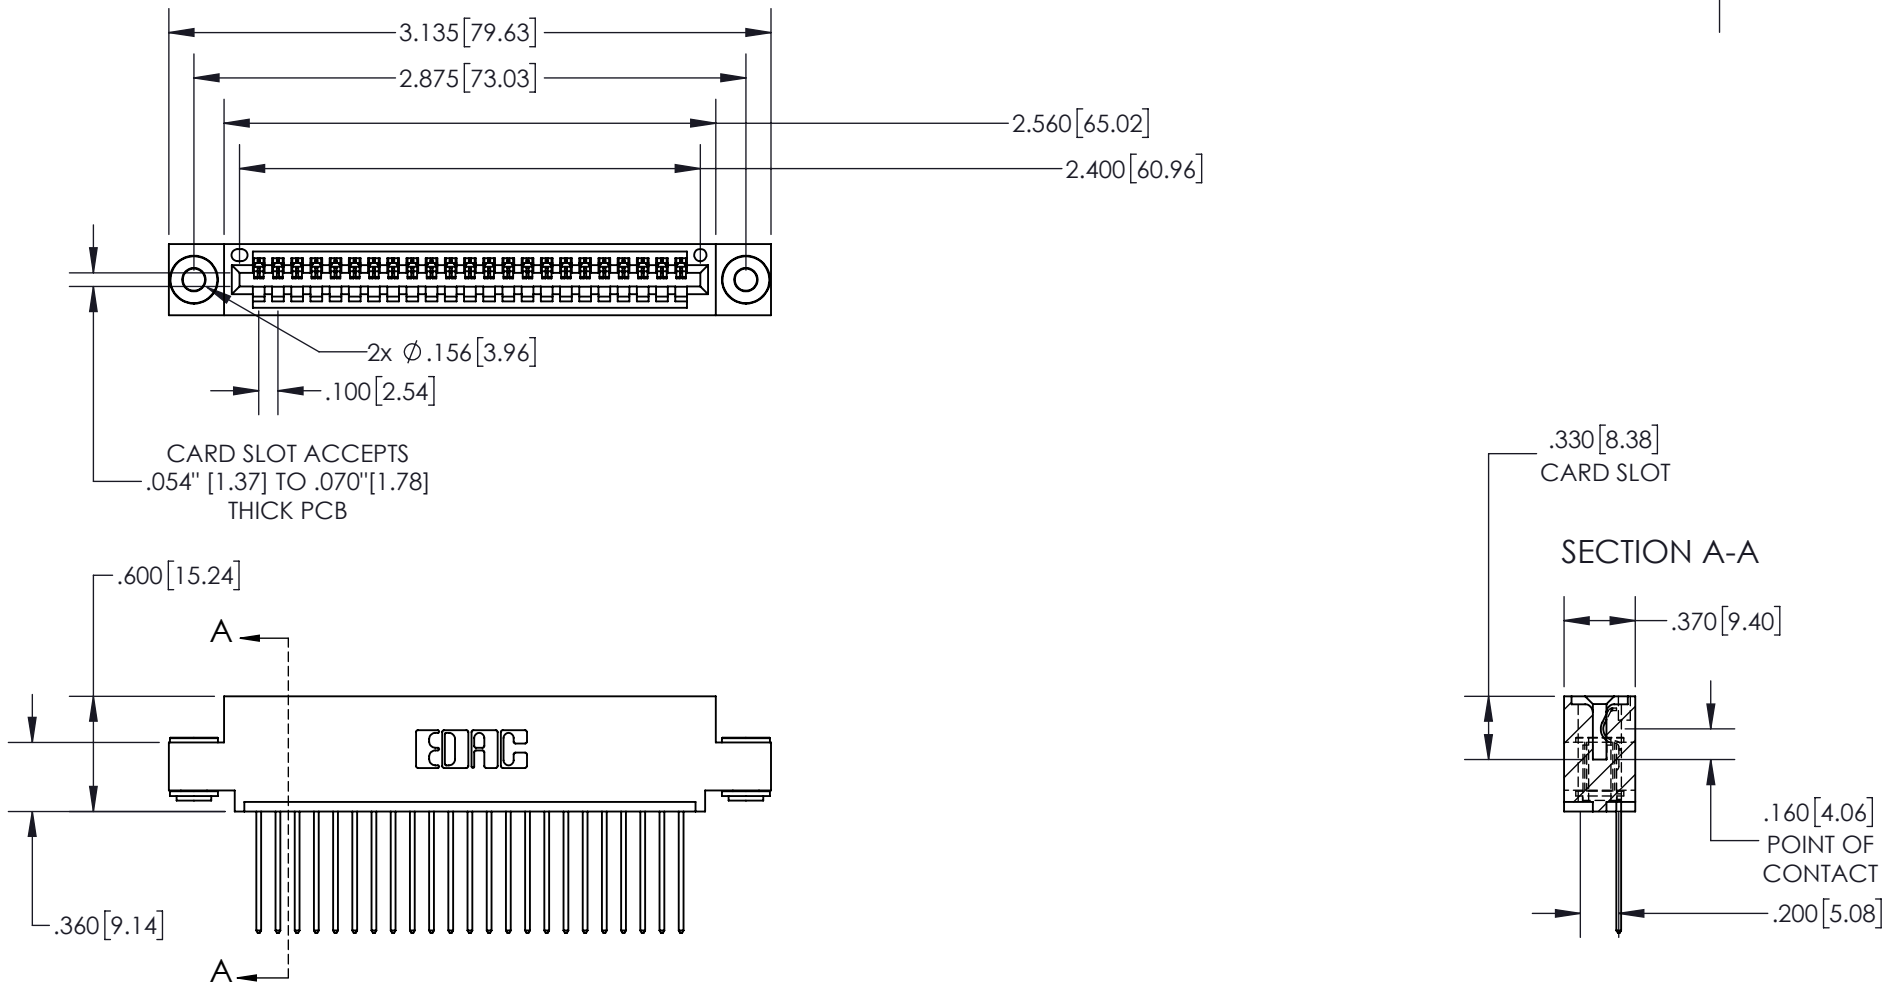 3.135[79.63]
2.875[73.03]
2.560[65.02]
2.400[60.96]
2x ⌀.156[3.96]
.100[2.54]
CARD SLOT ACCEPTS
.054" [1.37] TO .070"[1.78]
THICK PCB
.330[8.38]
CARD SLOT
SECTION A-A
.600[15.24]
.370[9.40]
A
EDAC
.160[4.06]
POINT OF
CONTACT
.360[9.14]
.200[5.08]
A